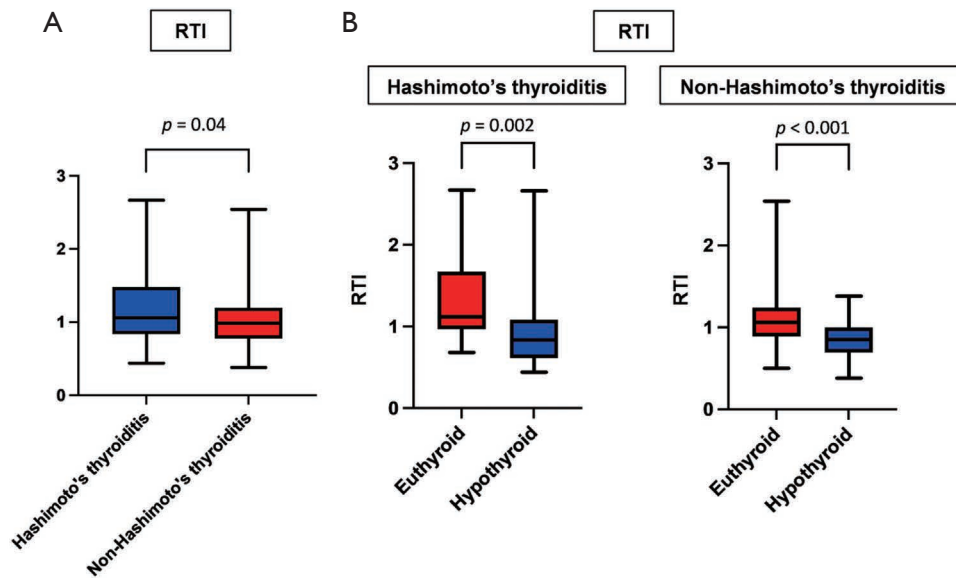 A
RTI
p = 0.04
3
2
1
0
Hashimoto's thyroiditis
Non-Hashimoto's thyroiditis
B
RTI
Hashimoto's thyroiditis
p = 0.002
RTI
3
2
1
0
Euthyroid
Hypothyroid
Non-Hashimoto's thyroiditis
p < 0.001
RTI
3
2
1
0
Euthyroid
Hypothyroid